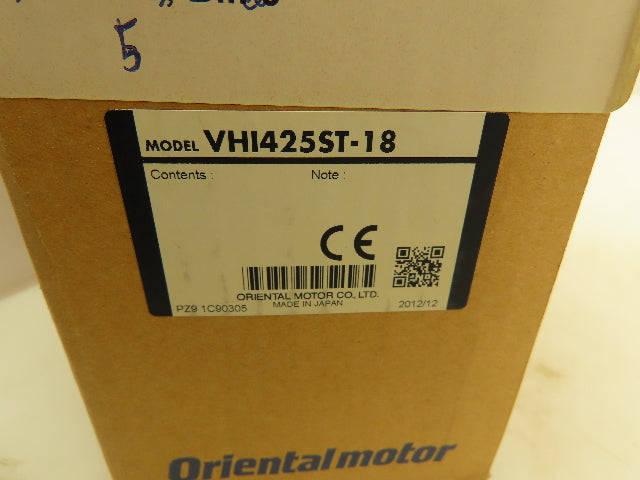 5
MODEL VHI425ST-18
Contents : Note :
CE
ORIENTAL MOTOR CO., LTD.
MADE IN JAPAN
PZ9 1C90305 2012/12
Orientalmotor